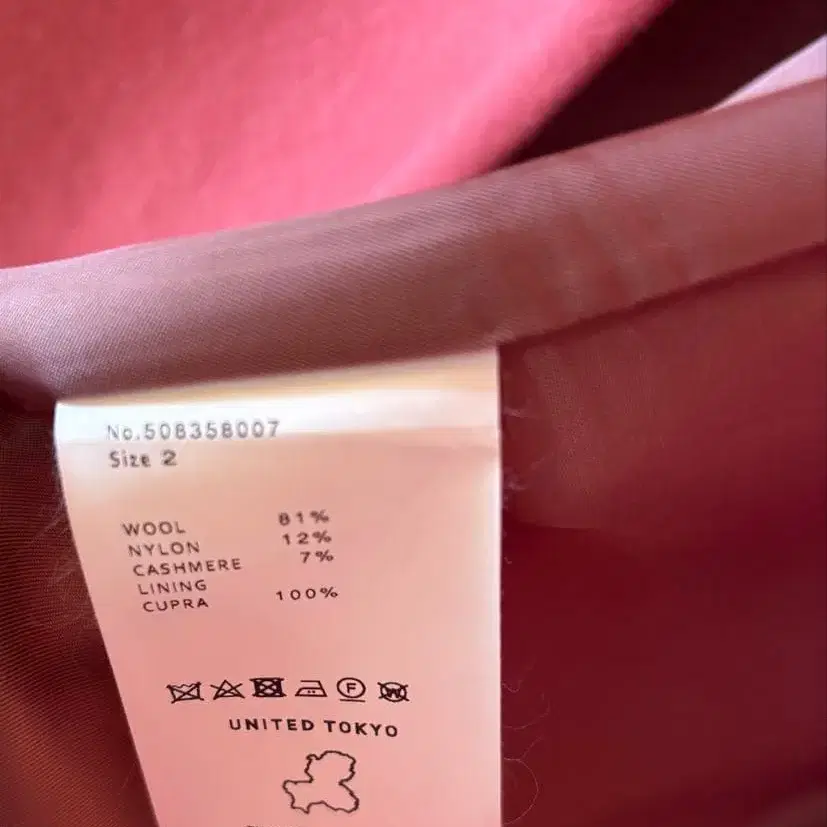 No.508358007
Size 2
WOOL 81%
NYLON 12%
CASHMERE 7%
LINING
CUPRA 100%
F W
UNITED TOKYO